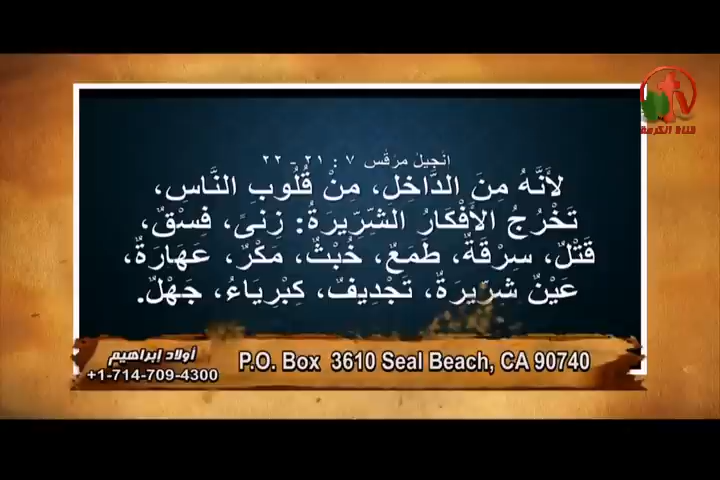 قناة الكرمة
انجيل مرقس ٧ : ٢١ - ٢٢
لأَنَّهُ مِنَ الدَّاخِلِ، مِنْ قُلُوبِ النَّاسِ،
تَخْرُجُ الأَفْكَارُ الشِّرِّيرَةُ: زِنىً، فِسْقٌ،
قَتْلٌ، سِرْقَةٌ، طَمَعٌ، خُبْثٌ، مَكْرٌ، عَهَارَةٌ،
عَيْنٌ شِرِّيرَةٌ، تَجْدِيفٌ، كِبْرِيَاءُ، جَهْلٌ.
أولاد إبراهيم
+1-714-709-4300
P.O. Box 3610 Seal Beach, CA 90740